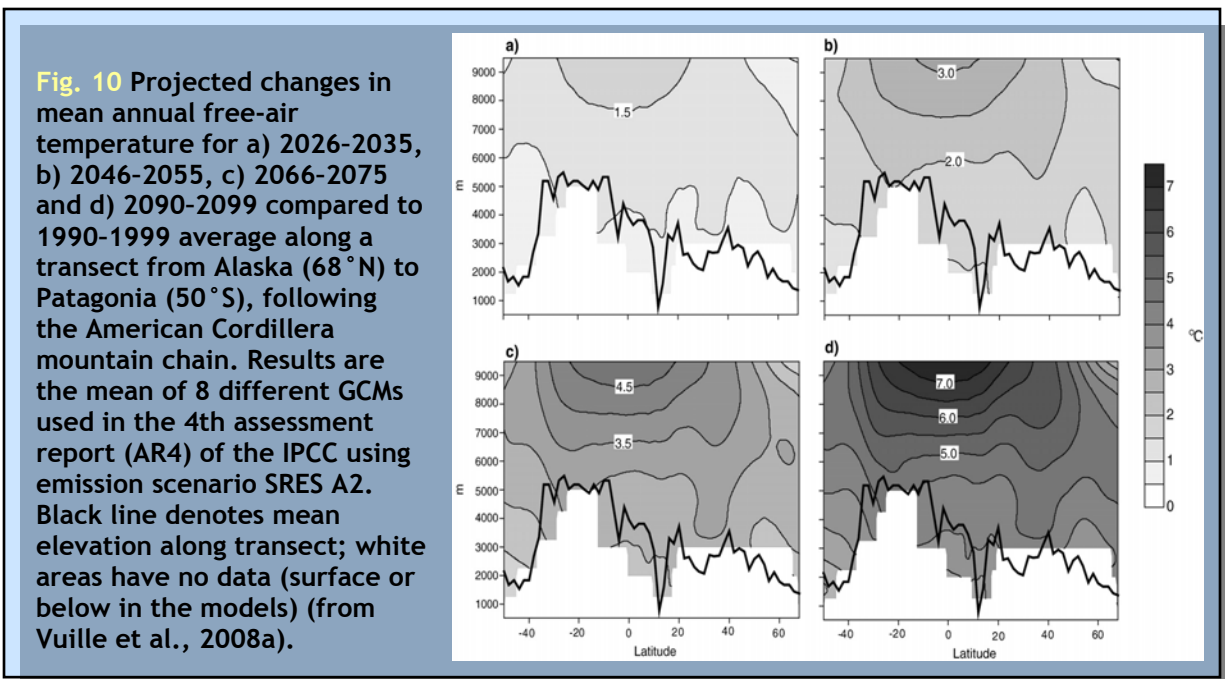 Fig. 10 Projected changes in
mean annual free-air
temperature for a) 2026–2035,
b) 2046–2055, c) 2066–2075
and d) 2090–2099 compared to
1990–1999 average along a
transect from Alaska (68°N) to
Patagonia (50°S), following
the American Cordillera
mountain chain. Results are
the mean of 8 different GCMs
used in the 4th assessment
report (AR4) of the IPCC using
emission scenario SRES A2.
Black line denotes mean
elevation along transect; white
areas have no data (surface or
below in the models) (from
Vuille et al., 2008a).
a)
9000
8000
7000
6000
5000
4000
3000
2000
1000
m
1.5
b)
3.0
2.0
c)
9000
8000
7000
6000
5000
4000
3000
2000
1000
m
4.5
3.5
-40 -20 0 20 40 60
Latitude
d)
7.0
6.0
5.0
-40 -20 0 20 40 60
Latitude
7
6
5
4
3
2
1
0
°C